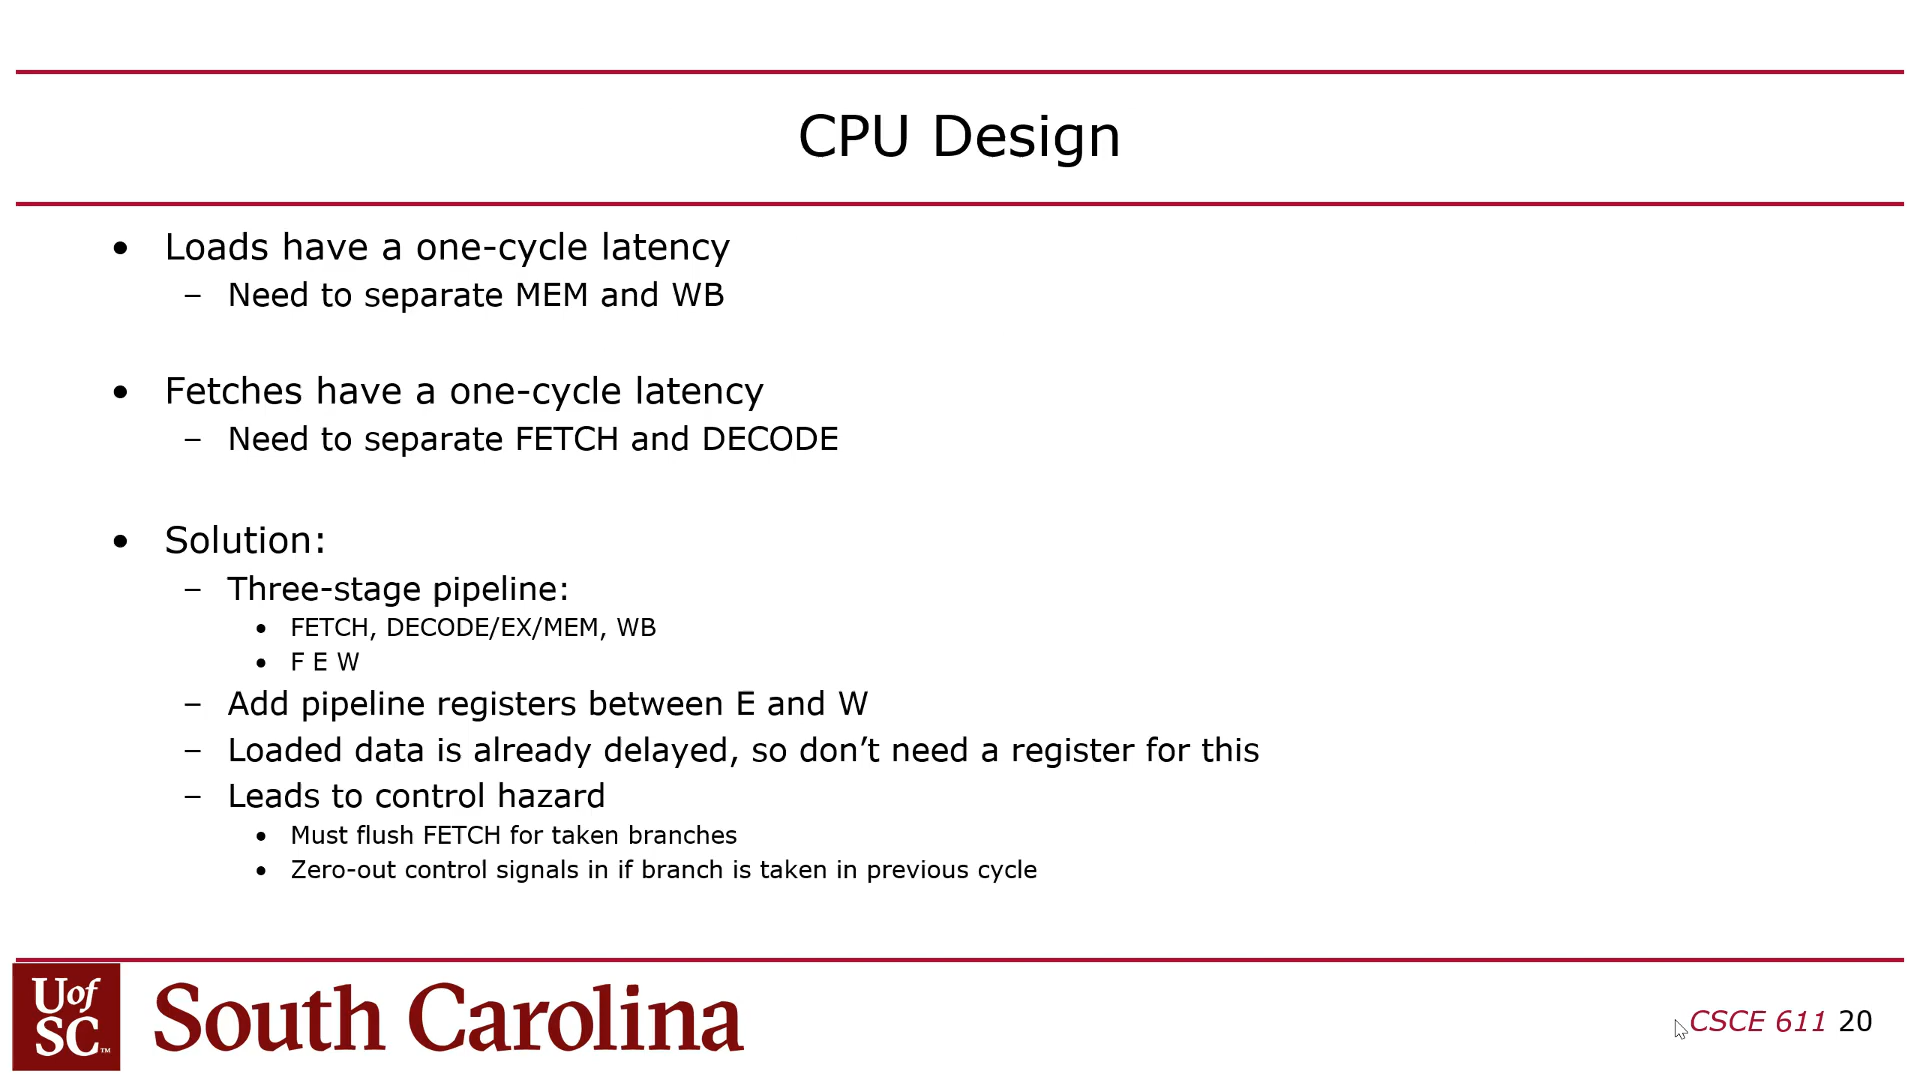 CPU Design
• Loads have a one-cycle latency
– Need to separate MEM and WB
• Fetches have a one-cycle latency
– Need to separate FETCH and DECODE
• Solution:
– Three-stage pipeline:
• FETCH, DECODE/EX/MEM, WB
• F E W
– Add pipeline registers between E and W
– Loaded data is already delayed, so don’t need a register for this
– Leads to control hazard
• Must flush FETCH for taken branches
• Zero-out control signals in if branch is taken in previous cycle
Uof
SC™
South Carolina
CSCE 611 20